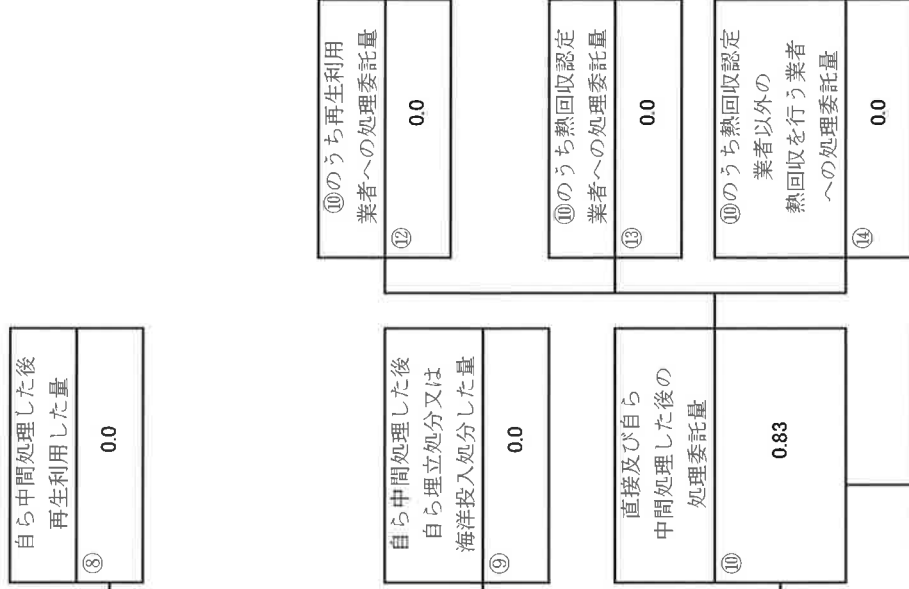 自ら中間処理した後
再生利用した量
⑧
0.0
自ら中間処理した後
自ら埋立処分又は
海洋投入処分した量
⑨
0.0
直接及び自ら
中間処理した後の
処理委託量
⑩
0.83
⑩のうち再生利用
業者への処理委託量
⑫
0.0
⑩のうち熱回収認定
業者への処理委託量
⑬
0.0
⑩のうち熱回収認定
業者以外の
熱回収を行う業者
への処理委託量
⑭
0.0